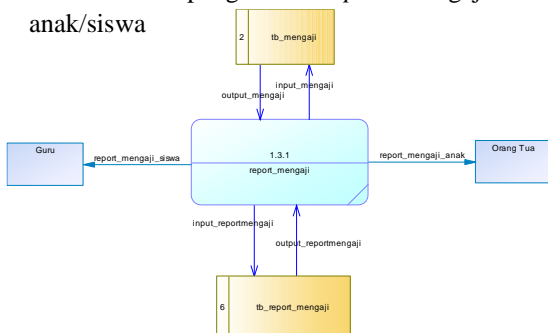 anak/siswa
2 tb_mengaji
input_mengaji
output_mengaji
Guru
report_mengaji_siswa
1.3.1
report_mengaji
report_mengaji_anak
Orang Tua
input_reportmengaji
output_reportmengaji
6 tb_report_mengaji